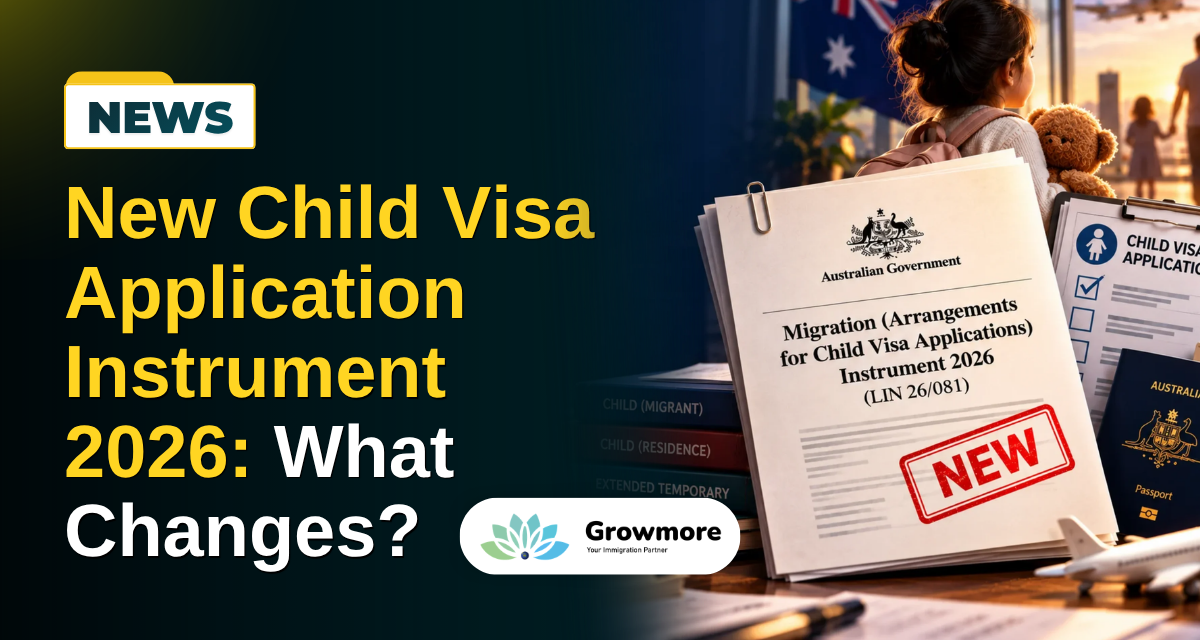 NEWS
New Child Visa
Application
Instrument
2026: What
Changes?
Growmore
Your Immigration Partner
CHILD (MIGRANT)
CHILD (RESIDENCE)
EXTENDED TEMPORARY
Australian Government
Migration (Arrangements
for Child Visa Applications)
Instrument 2026
(LIN 26/081)
NEW
CHILD VISA
APPLICATIO
AUSTRALIA
Passport